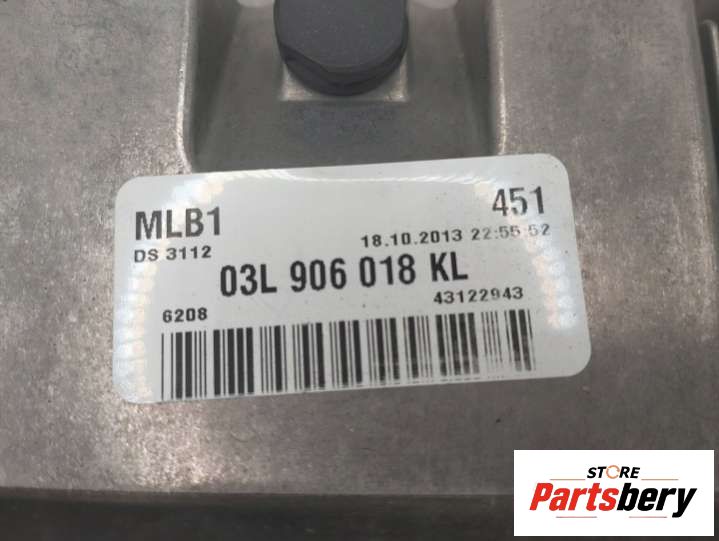 MLB1 451
DS 3112 18.10.2013 22:55:52
03L 906 018 KL
6208 43122943
STORE
Partsbery